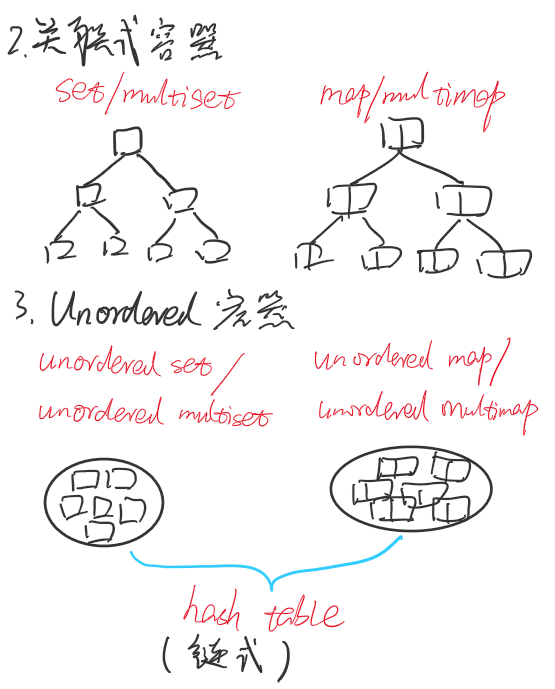 2.关联式容器
set/multiset
map/multimap
3. Unordered 容器
unordered set/
unordered multiset
unordered map/
unordered multimap
hash table
(链式)